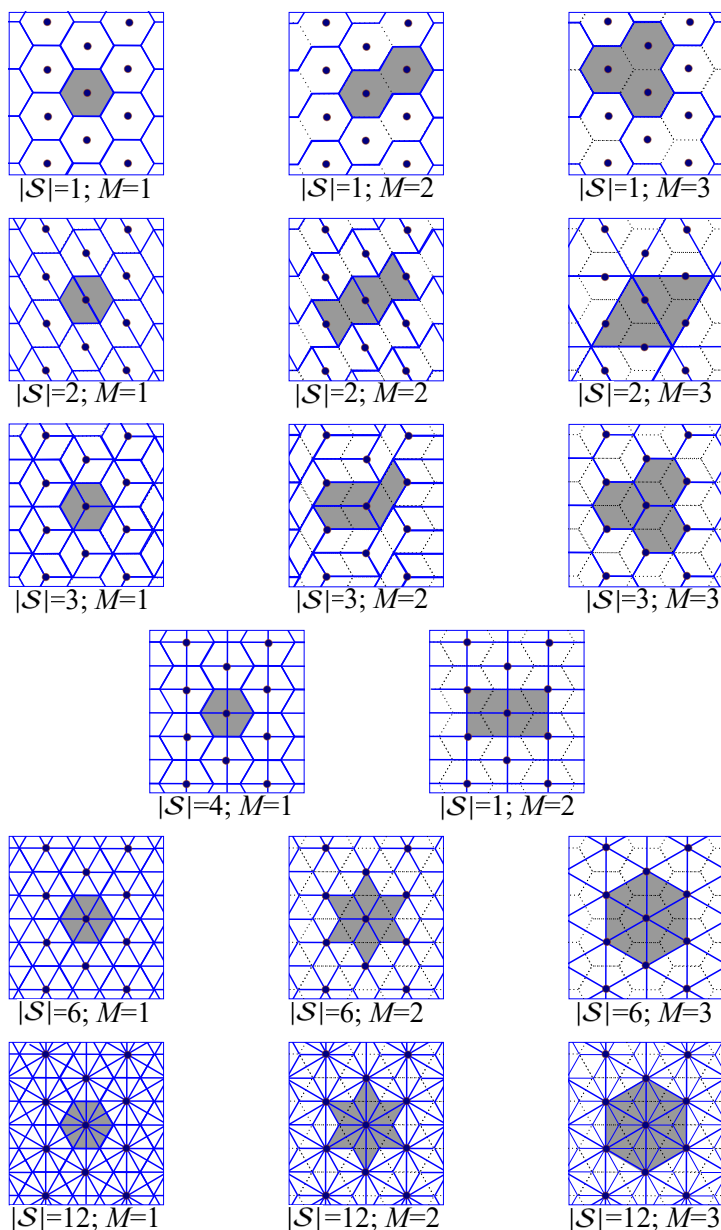 |𝒮|=1; M=1
|𝒮|=1; M=2
|𝒮|=1; M=3
|𝒮|=2; M=1
|𝒮|=2; M=2
|𝒮|=2; M=3
|𝒮|=3; M=1
|𝒮|=3; M=2
|𝒮|=3; M=3
|𝒮|=4; M=1
|𝒮|=1; M=2
|𝒮|=6; M=1
|𝒮|=6; M=2
|𝒮|=6; M=3
|𝒮|=12; M=1
|𝒮|=12; M=2
|𝒮|=12; M=3